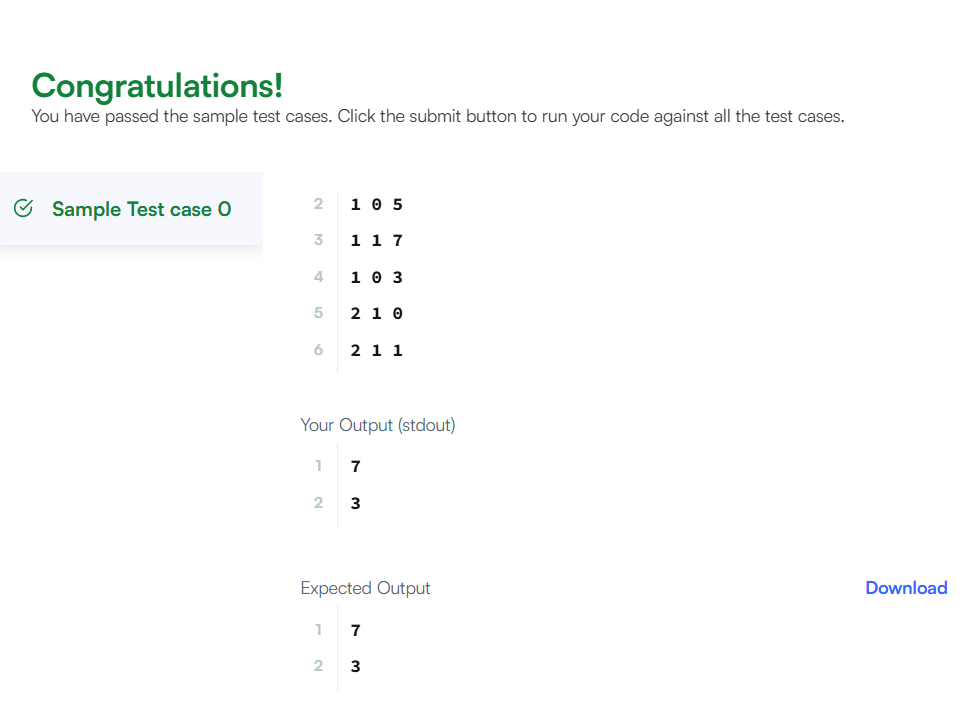 Congratulations!
You have passed the sample test cases. Click the submit button to run your code against all the test cases.
Sample Test case 0
2 1 0 5
3 1 1 7
4 1 0 3
5 2 1 0
6 2 1 1
Your Output (stdout)
1 7
2 3
Expected Output Download
1 7
2 3